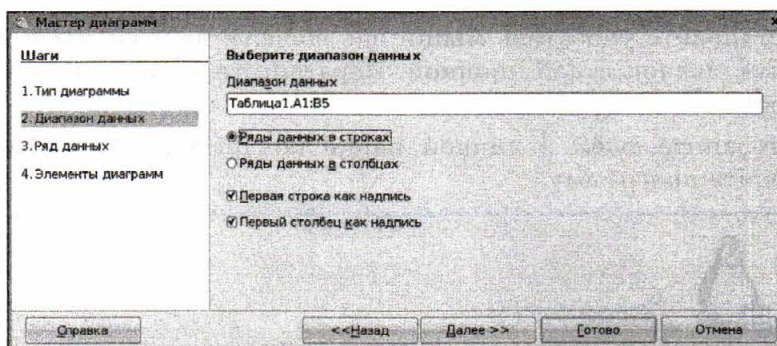 Мастер диаграмм
Шаги
1. Тип диаграммы
2. Диапазон данных
3. Ряд данных
4. Элементы диаграмм
Выберите диапазон данных
Диапазон данных
Таблица1.A1:B5
Ряды данных в строках
Ряды данных в столбцах
Первая строка как надпись
Первый столбец как надпись
Справка
<<Назад
Далее >>
Готово
Отмена